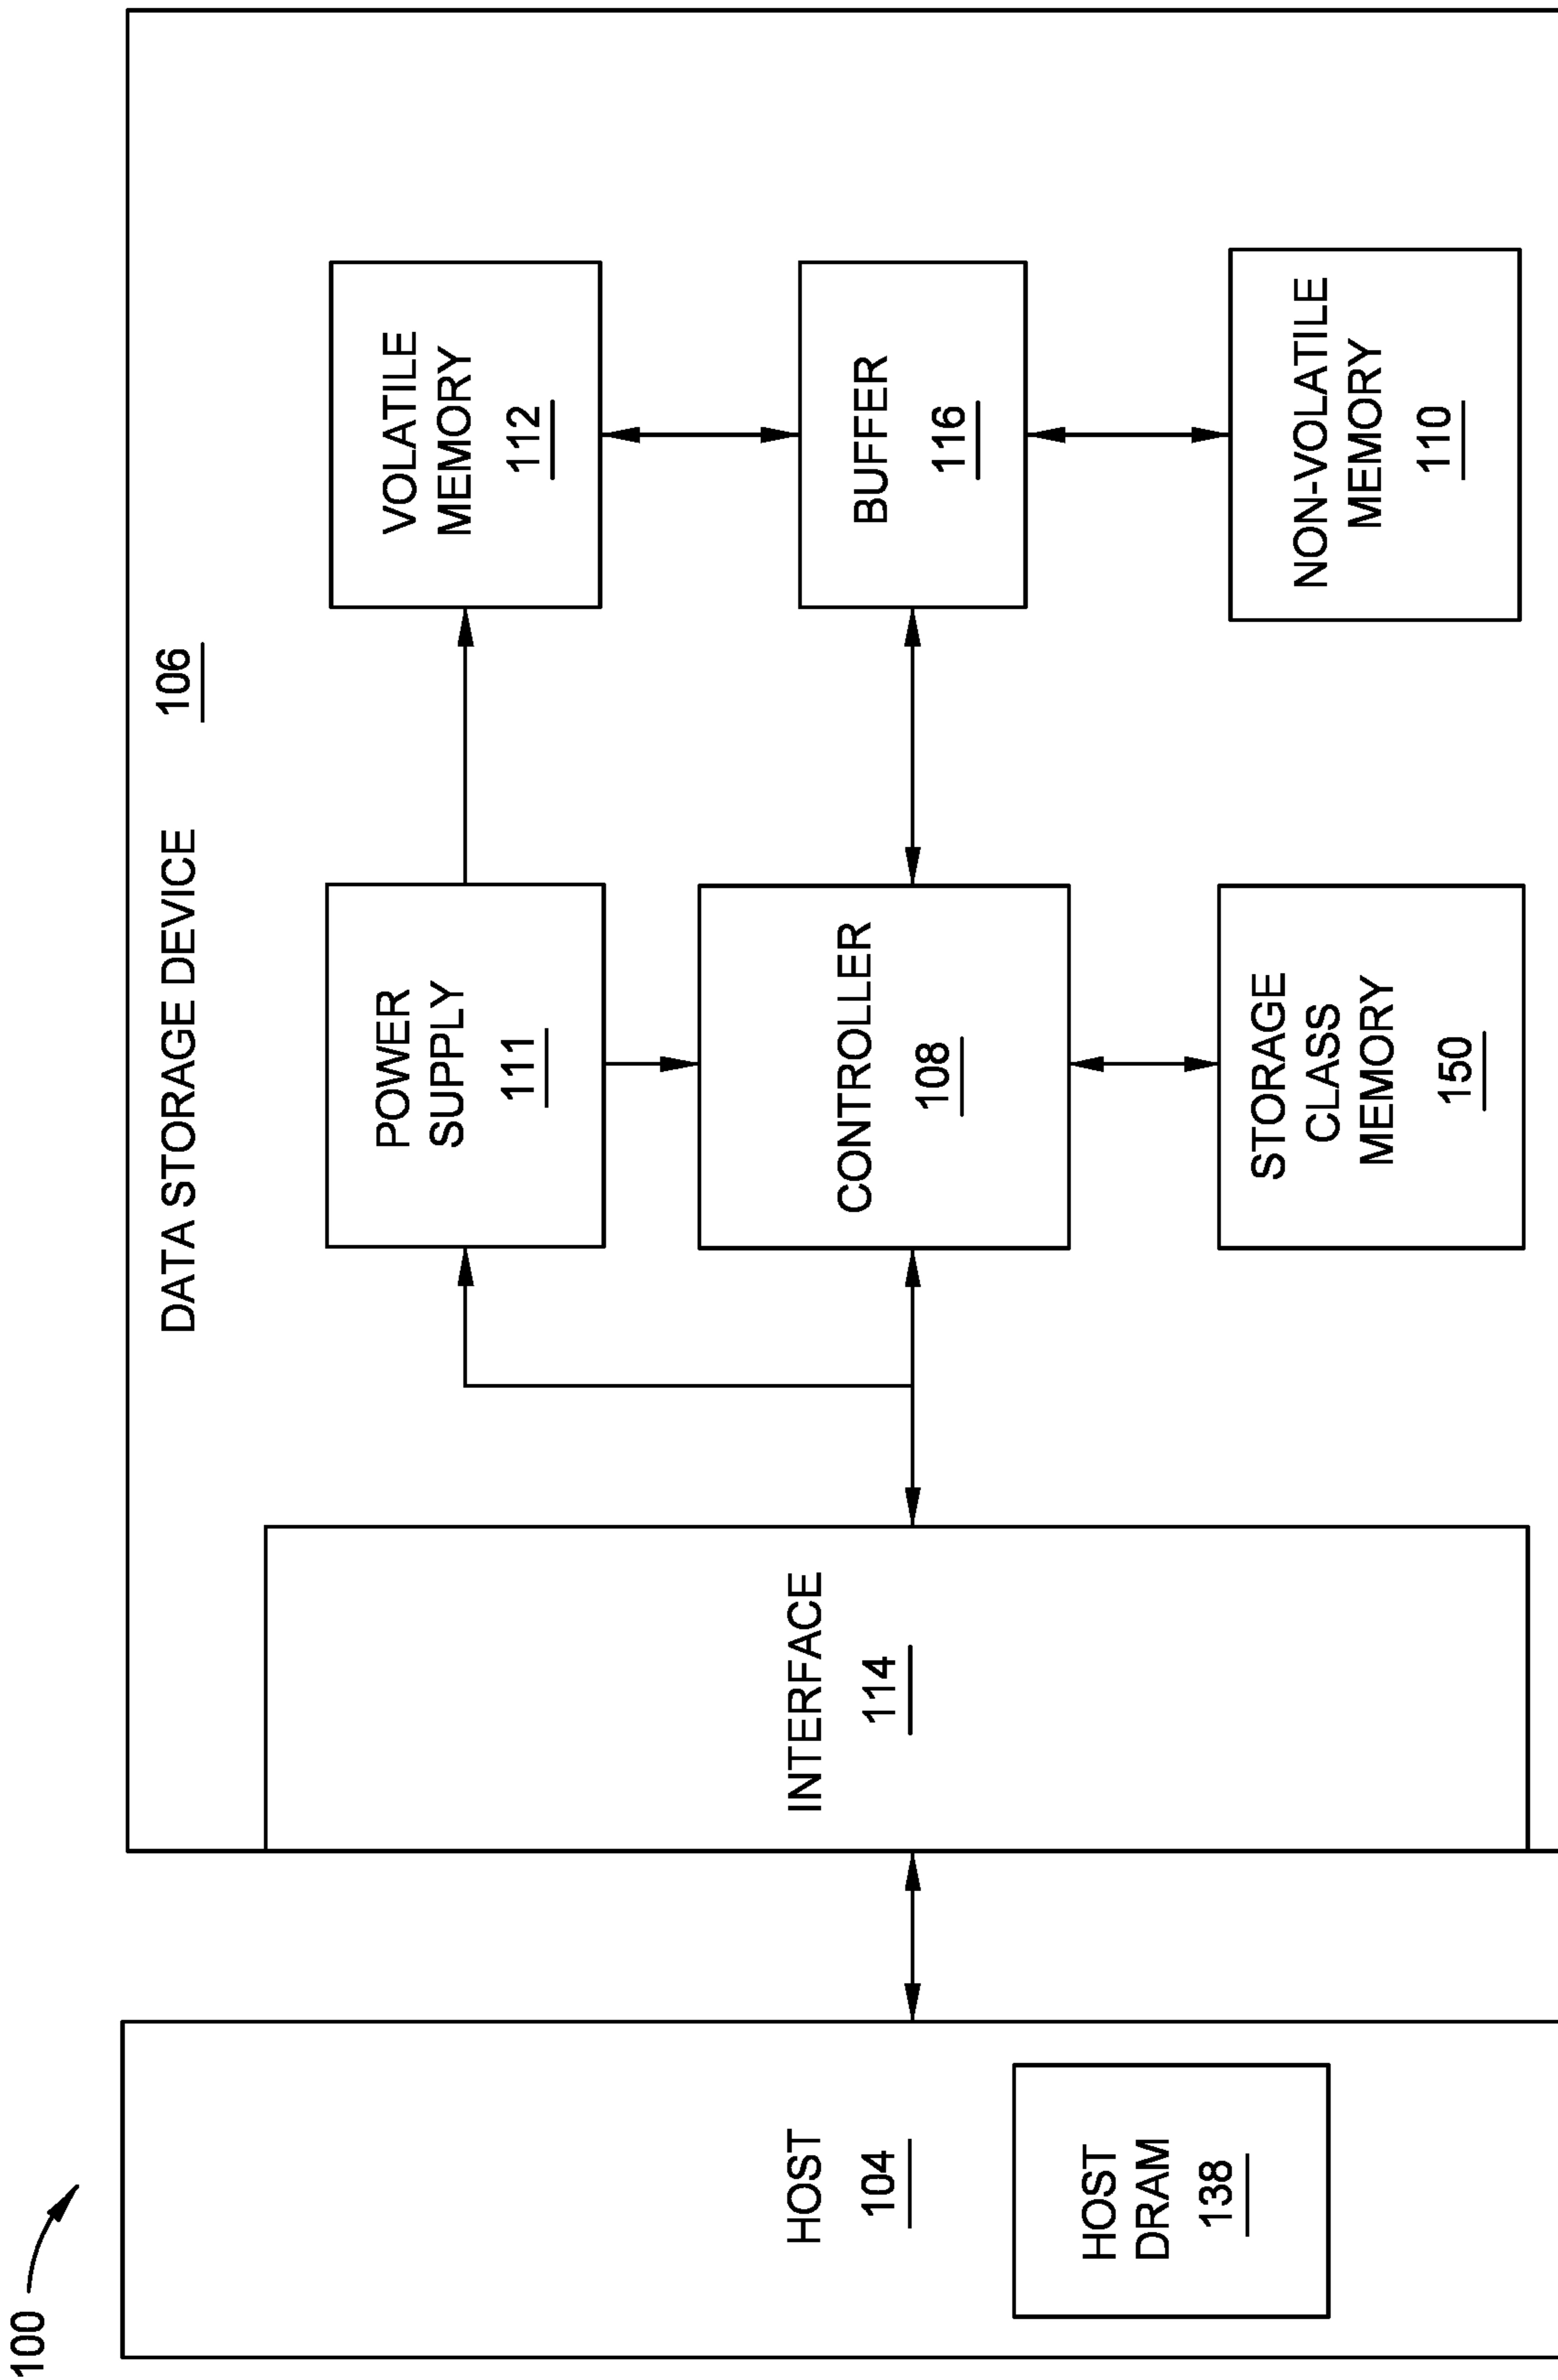 100
DATA STORAGE DEVICE 106
HOST
104
HOST
DRAM
138
INTERFACE
114
POWER
SUPPLY
111
CONTROLLER
108
STORAGE
CLASS
MEMORY
150
VOLATILE
MEMORY
112
BUFFER
116
NON-VOLATILE
MEMORY
110